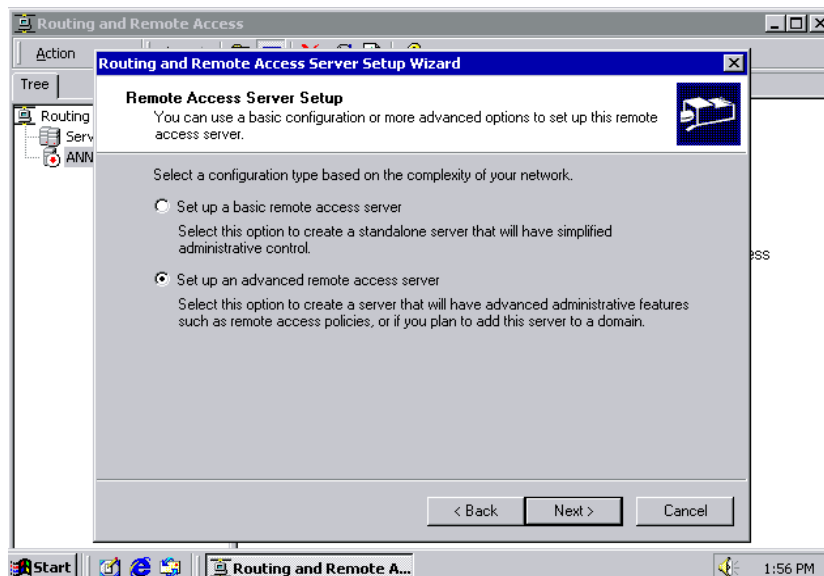 Routing and Remote Access
Action
Tree
Routing
Serv
ANN
Routing and Remote Access Server Setup Wizard
Remote Access Server Setup
You can use a basic configuration or more advanced options to set up this remote
access server.
Select a configuration type based on the complexity of your network.
Set up a basic remote access server
Select this option to create a standalone server that will have simplified
administrative control.
Set up an advanced remote access server
Select this option to create a server that will have advanced administrative features
such as remote access policies, or if you plan to add this server to a domain.
ess
< Back
Next >
Cancel
Start
Routing and Remote A...
1:56 PM